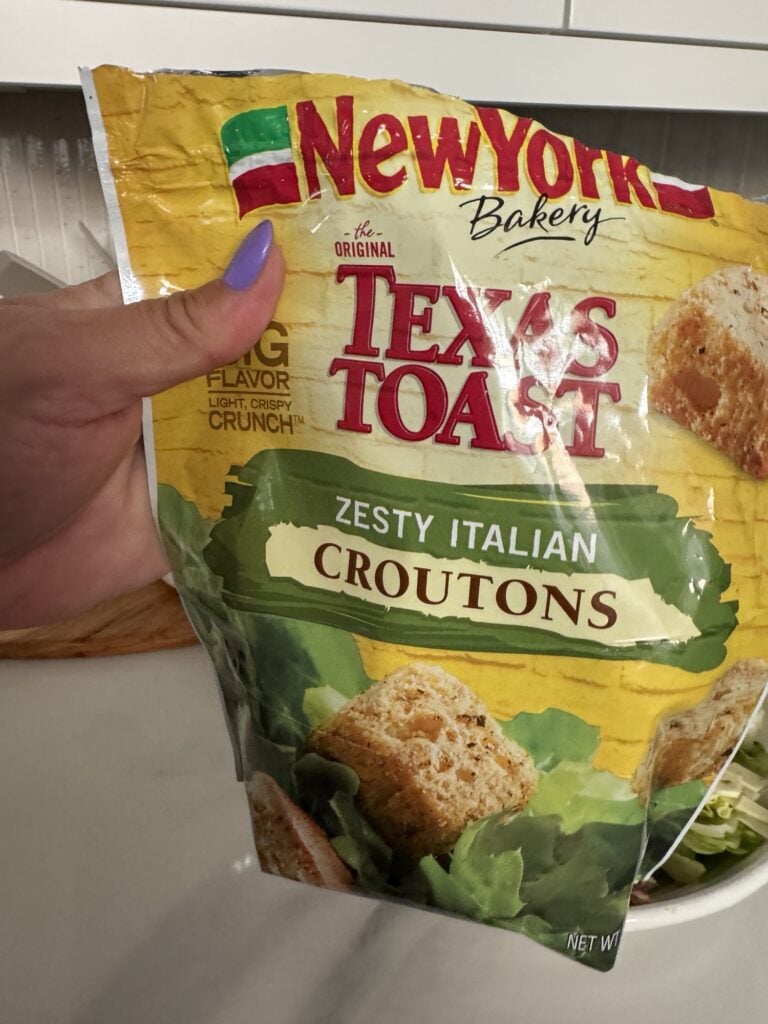 NewYork
Bakery
-the-
ORIGINAL
TEXAS
TOAST
FLAVOR
LIGHT, CRISPY
CRUNCH™
ZESTY ITALIAN
CROUTONS
NET WT